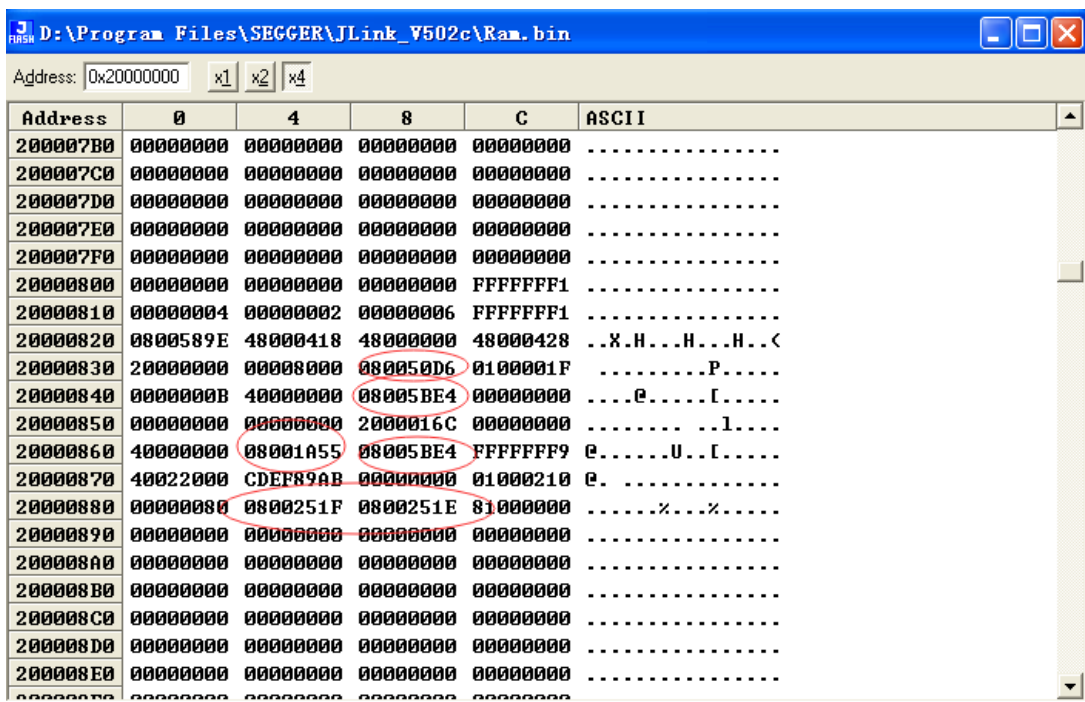 D:\Program Files\SEGGER\JLink_V502c\Ram.bin
Address: 0x20000000 x1 x2 x4
Address 0 4 8 C ASCII
200007B0 00000000 00000000 00000000 00000000 ................
200007C0 00000000 00000000 00000000 00000000 ................
200007D0 00000000 00000000 00000000 00000000 ................
200007E0 00000000 00000000 00000000 00000000 ................
200007F0 00000000 00000000 00000000 00000000 ................
20000800 00000000 00000000 00000000 FFFFFFF1 ................
20000810 00000004 00000002 00000006 FFFFFFF1 ................
20000820 0800589E 48000418 48000000 48000428 ..X.H...H...H..<
20000830 20000000 00008000 080050D6 0100001F .........P.....
20000840 0000000B 40000000 08005BE4 00000000 ....@.....[.....
20000850 00000000 00000000 2000016C 00000000 ........ ..l....
20000860 40000000 08001A55 08005BE4 FFFFFFF9 @......U..[.....
20000870 40022000 CDEF89AB 00000000 01000210 @. .............
20000880 00000080 0800251F 0800251E 81000000 ......%...%.....
20000890 00000000 00000000 00000000 00000000 ................
200008A0 00000000 00000000 00000000 00000000 ................
200008B0 00000000 00000000 00000000 00000000 ................
200008C0 00000000 00000000 00000000 00000000 ................
200008D0 00000000 00000000 00000000 00000000 ................
200008E0 00000000 00000000 00000000 00000000 ................